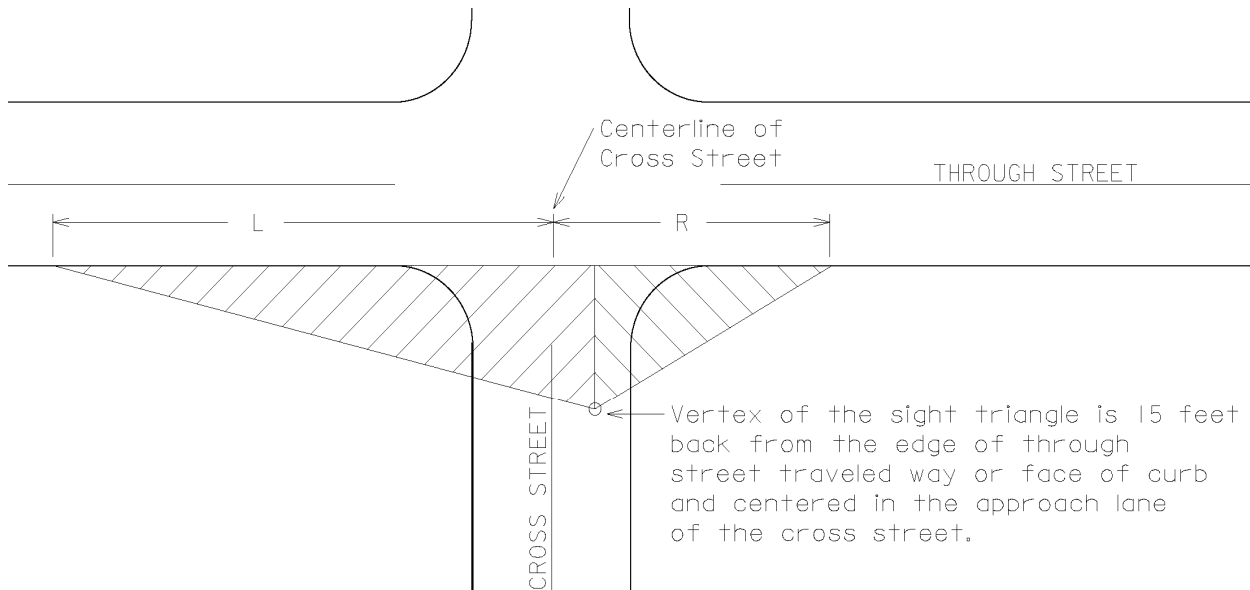 Centerline of
Cross Street
THROUGH STREET
L
R
CROSS STREET
Vertex of the sight triangle is 15 feet
back from the edge of through
street traveled way or face of curb
and centered in the approach lane
of the cross street.